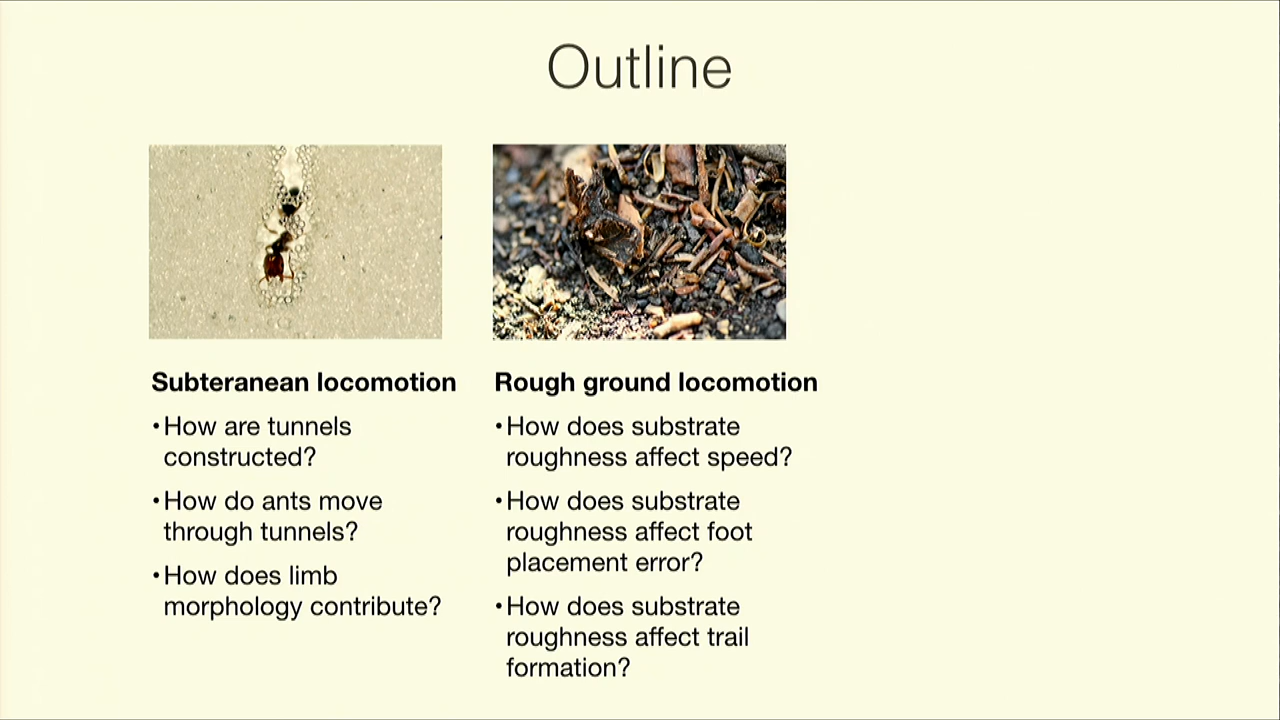 Outline
Subteranean locomotion
•How are tunnels
constructed?
•How do ants move
through tunnels?
•How does limb
morphology contribute?
Rough ground locomotion
•How does substrate
roughness affect speed?
•How does substrate
roughness affect foot
placement error?
•How does substrate
roughness affect trail
formation?